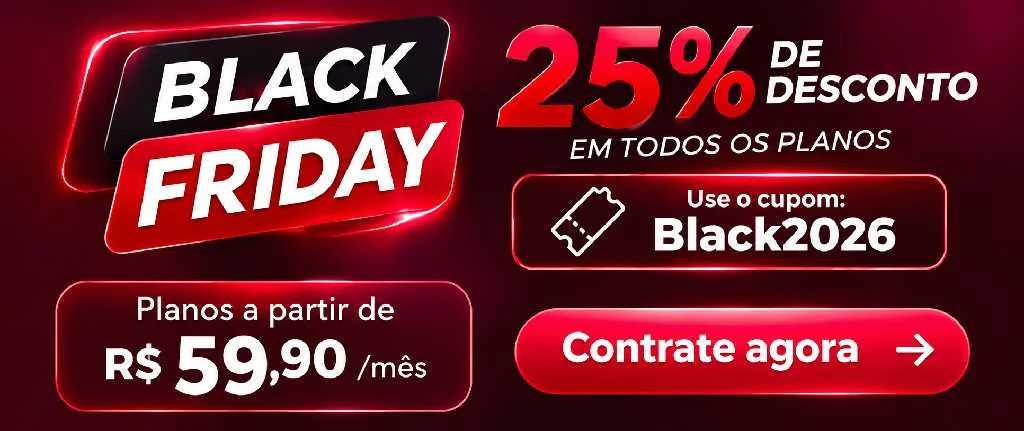 BLACK
FRIDAY
25% DE
DESCONTO
EM TODOS OS PLANOS
Use o cupom:
Black2026
Planos a partir de
R$ 59,90 /mês
Contrate agora →